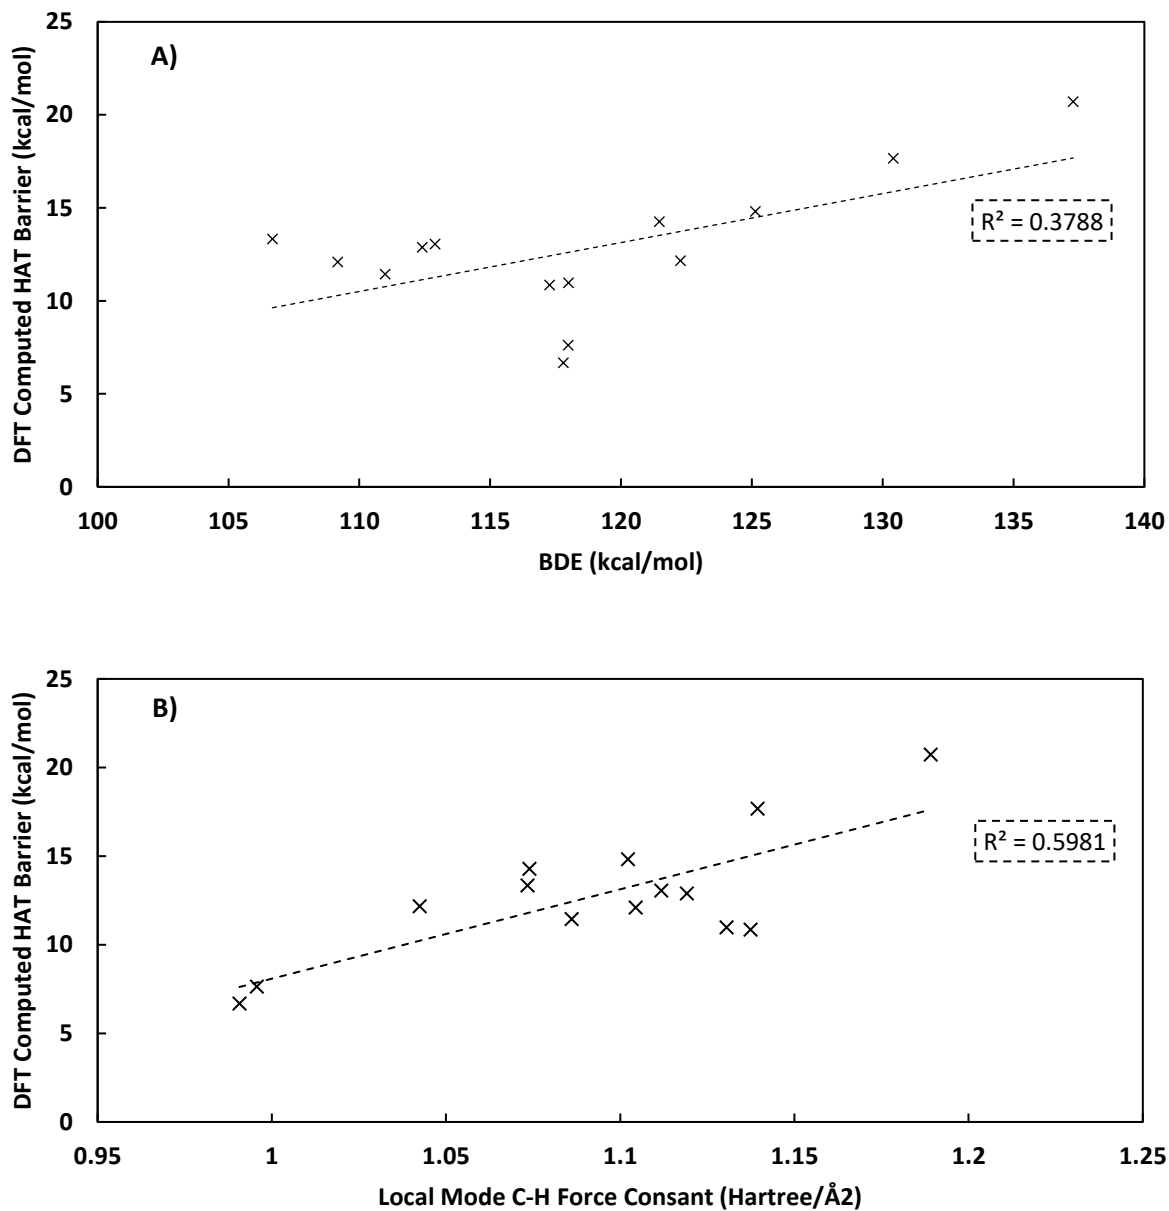 25
A)
20
15
R² = 0.3788
10
5
0
100 105 110 115 120 125 130 135 140
BDE (kcal/mol)
DFT Computed HAT Barrier (kcal/mol)
25
B)
20
15
R² = 0.5981
10
5
0
0.95 1 1.05 1.1 1.15 1.2 1.25
Local Mode C-H Force Consant (Hartree/Å2)
DFT Computed HAT Barrier (kcal/mol)